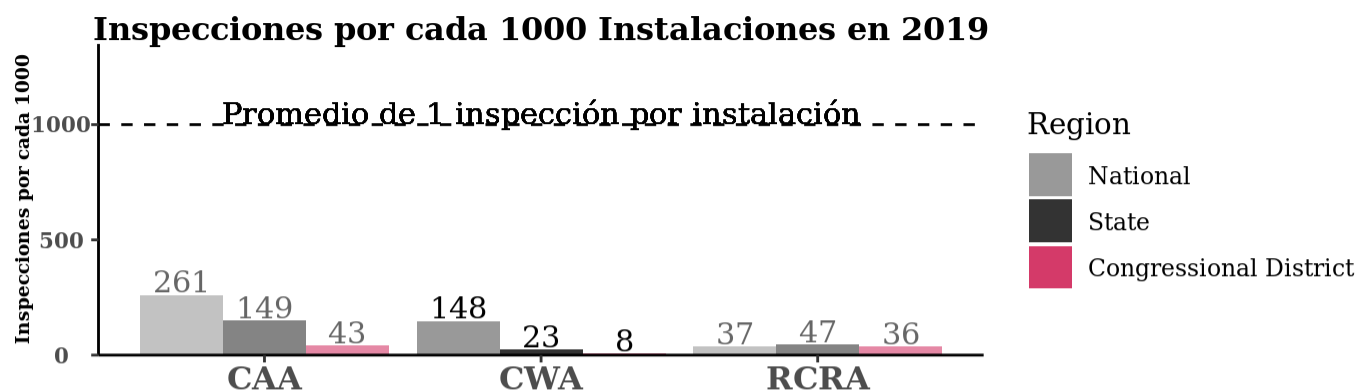 Inspecciones por cada 1000 Instalaciones en 2019
Inspecciones por cada 1000
1000
500
0
Promedio de 1 inspección por instalación
261
149
43
148
23
8
37
47
36
CAA
CWA
RCRA
Region
National
State
Congressional District